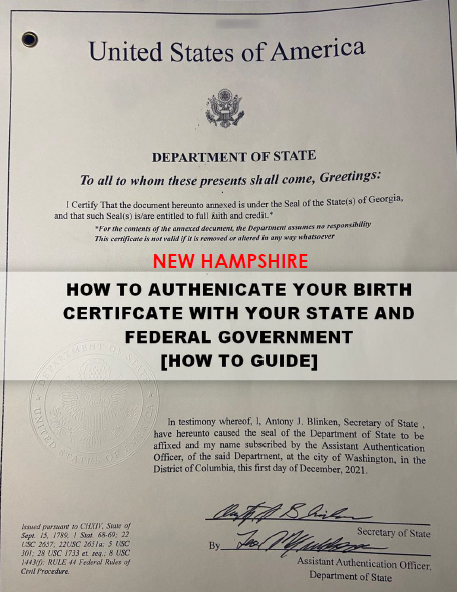 United States of America
DEPARTMENT OF STATE
To all to whom these presents shall come, Greetings:
I Certify That the document hereunto annexed is under the Seal of the State(s) of Georgia,
and that such Seal(s) is/are entitled to full faith and credit.*
*For the contents of the annexed document, the Department assumes no responsibility
This certificate is not valid if it is removed or altered in any way whatsoever
NEW HAMPSHIRE
HOW TO AUTHENICATE YOUR BIRTH
CERTIFCATE WITH YOUR STATE AND
FEDERAL GOVERNMENT
[HOW TO GUIDE]
DEPARTMENT OF STATE
UNITED STATES OF
In testimony whereof, I, Antony J. Blinken, Secretary of State ,
have hereunto caused the seal of the Department of State to be
affixed and my name subscribed by the Assistant Authentication
Officer, of the said Department, at the city of Washington, in the
District of Columbia, this first day of December, 2021.
Issued pursuant to CHXIV, State of
Sept. 15, 1789, 1 Stat. 68-69; 22
USC 2657; 22USC 2651a; 5 USC
301; 28 USC 1733 et. seq.; 8 USC
1443(f); RULE 44 Federal Rules of
Civil Procedure.
Secretary of State
By
Assistant Authentication Officer,
Department of State